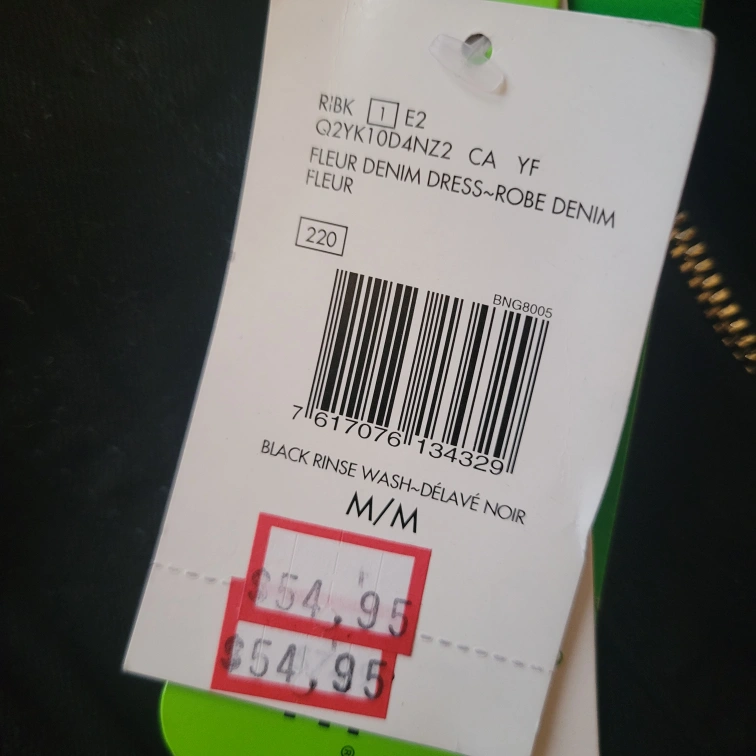 RIBK 1 E2
Q2YK10D4NZ2 CA YF
FLEUR DENIM DRESS~ROBE DENIM
FLEUR
220
BNG8005
7 617076 134329
BLACK RINSE WASH~DÉLAVÉ NOIR
M/M
$54,95
$54,95
®